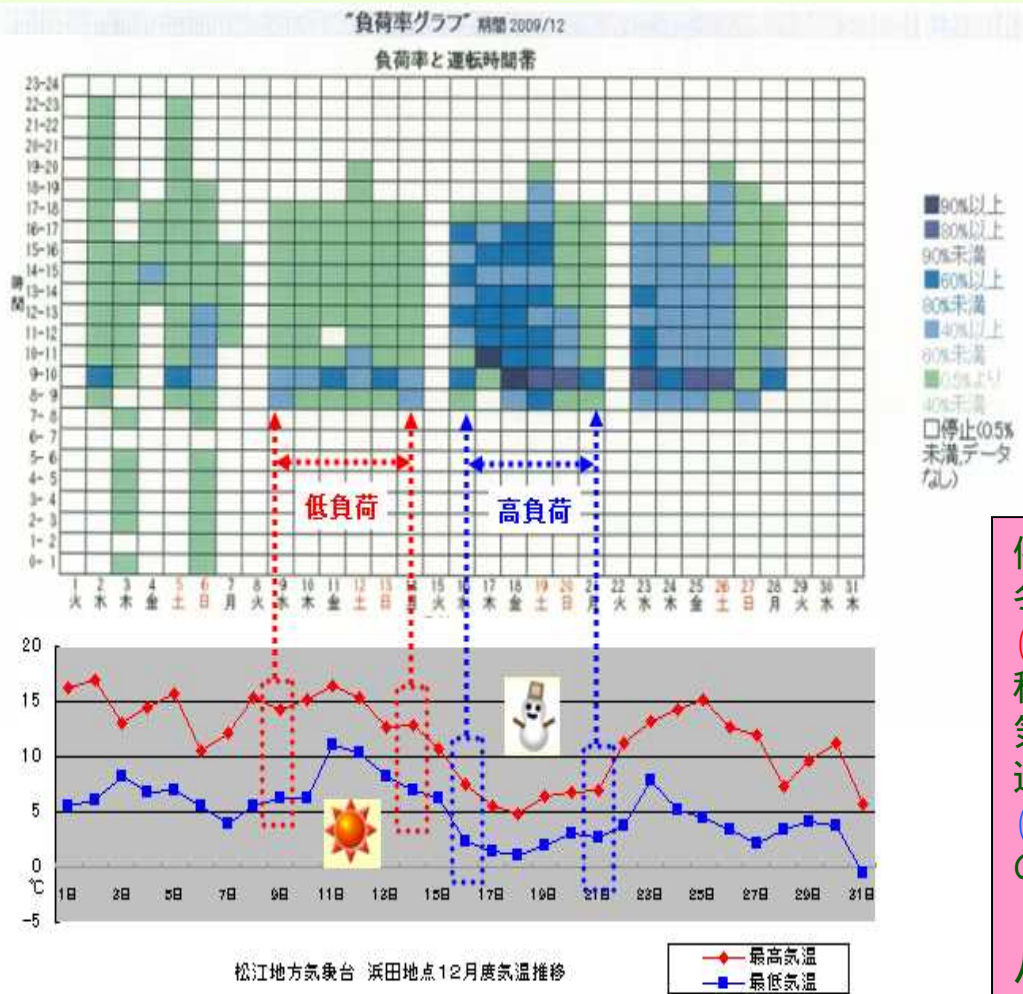 "負荷率グラフ" 期間 2009/12
負荷率と運転時間帯
23-24
22-23
21-22
20-21
19-20
18-19
17-18
16-17
15-16
14-15
13-14
12-13
11-12
10-11
9-10
8-9
7-8
6-7
5-6
4-5
3-4
2-3
1-2
0-1
時間
■90%以上
■80%以上
90%未満
■60%以上
80%未満
■40%以上
60%未満
■0.5%より
40%未満
□停止(0.5%
未満,データ
なし)
低負荷
高負荷
1 2 3 4 5 6 7 8 9 10 11 12 13 14 15 16 17 18 19 20 21 22 23 24 25 26 27 28 29 30 31
火 水 木 金 土 日 月 火 水 木 金 土 日 月 火 水 木 金 土 日 月 火 水 木 金 土 日 月 火 水 木
20
15
10
5
0
℃
-5
1日 3日 5日 7日 9日 11日 13日 15日 17日 19日 21日 23日 25日 27日 29日 31日
松江地方気象台 浜田地点12月度気温推移
最高気温
最低気温